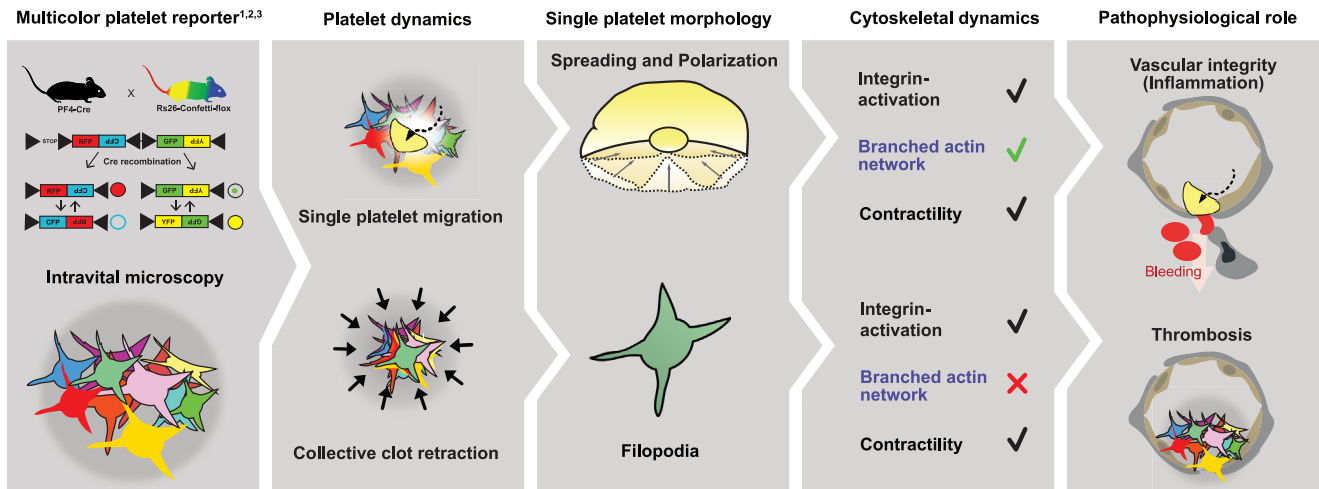 Multicolor platelet reporter1,2,3
Platelet dynamics
Single platelet morphology
Cytoskeletal dynamics
Pathophysiological role
PF4-Cre
X
Rs26-Confetti-flox
STOP
RFP
CFP
GFP
YFP
Cre recombination
RFP
CFP
GFP
YFP
CFP
RFP
YFP
GFP
Intravital microscopy
Single platelet migration
Collective clot retraction
Spreading and Polarization
Filopodia
Integrin-
activation
Branched actin
network
Contractility
Integrin-
activation
Branched actin
network
Contractility
Vascular integrity
(Inflammation)
Bleeding
Thrombosis